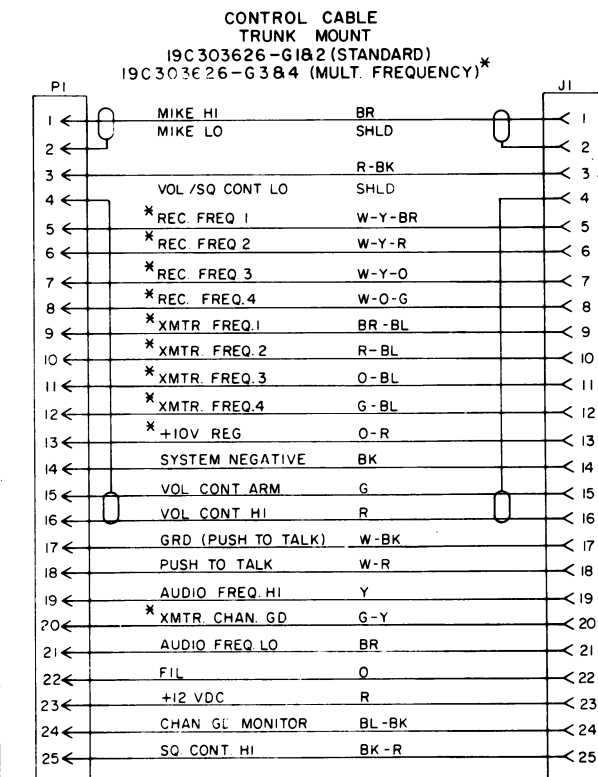 CONTROL CABLE
TRUNK MOUNT
19C303626-G1&2 (STANDARD)
19C303626-G3&4 (MULT. FREQUENCY)*
P1 J1
1 MIKE HI BR 1
MIKE LO SHLD
2 2
3 R-BK 3
VOL/SQ CONT LO SHLD
4 4
5 *REC. FREQ 1 W-Y-BR 5
6 *REC. FREQ 2 W-Y-R 6
7 *REC. FREQ 3 W-Y-O 7
8 *REC. FREQ.4 W-O-G 8
9 *XMTR FREQ.1 BR-BL 9
10 *XMTR. FREQ.2 R-BL 10
11 *XMTR. FREQ.3 O-BL 11
12 *XMTR. FREQ.4 G-BL 12
13 *+10V REG O-R 13
14 SYSTEM NEGATIVE BK 14
15 VOL CONT ARM G 15
16 VOL CONT HI R 16
17 GRD (PUSH TO TALK) W-BK 17
18 PUSH TO TALK W-R 18
19 AUDIO FREQ. HI Y 19
20 *XMTR. CHAN. GD G-Y 20
21 AUDIO FREQ LO BR 21
22 FIL O 22
23 +12 VDC R 23
24 CHAN GD MONITOR BL-BK 24
25 SQ CONT. HI BK-R 25